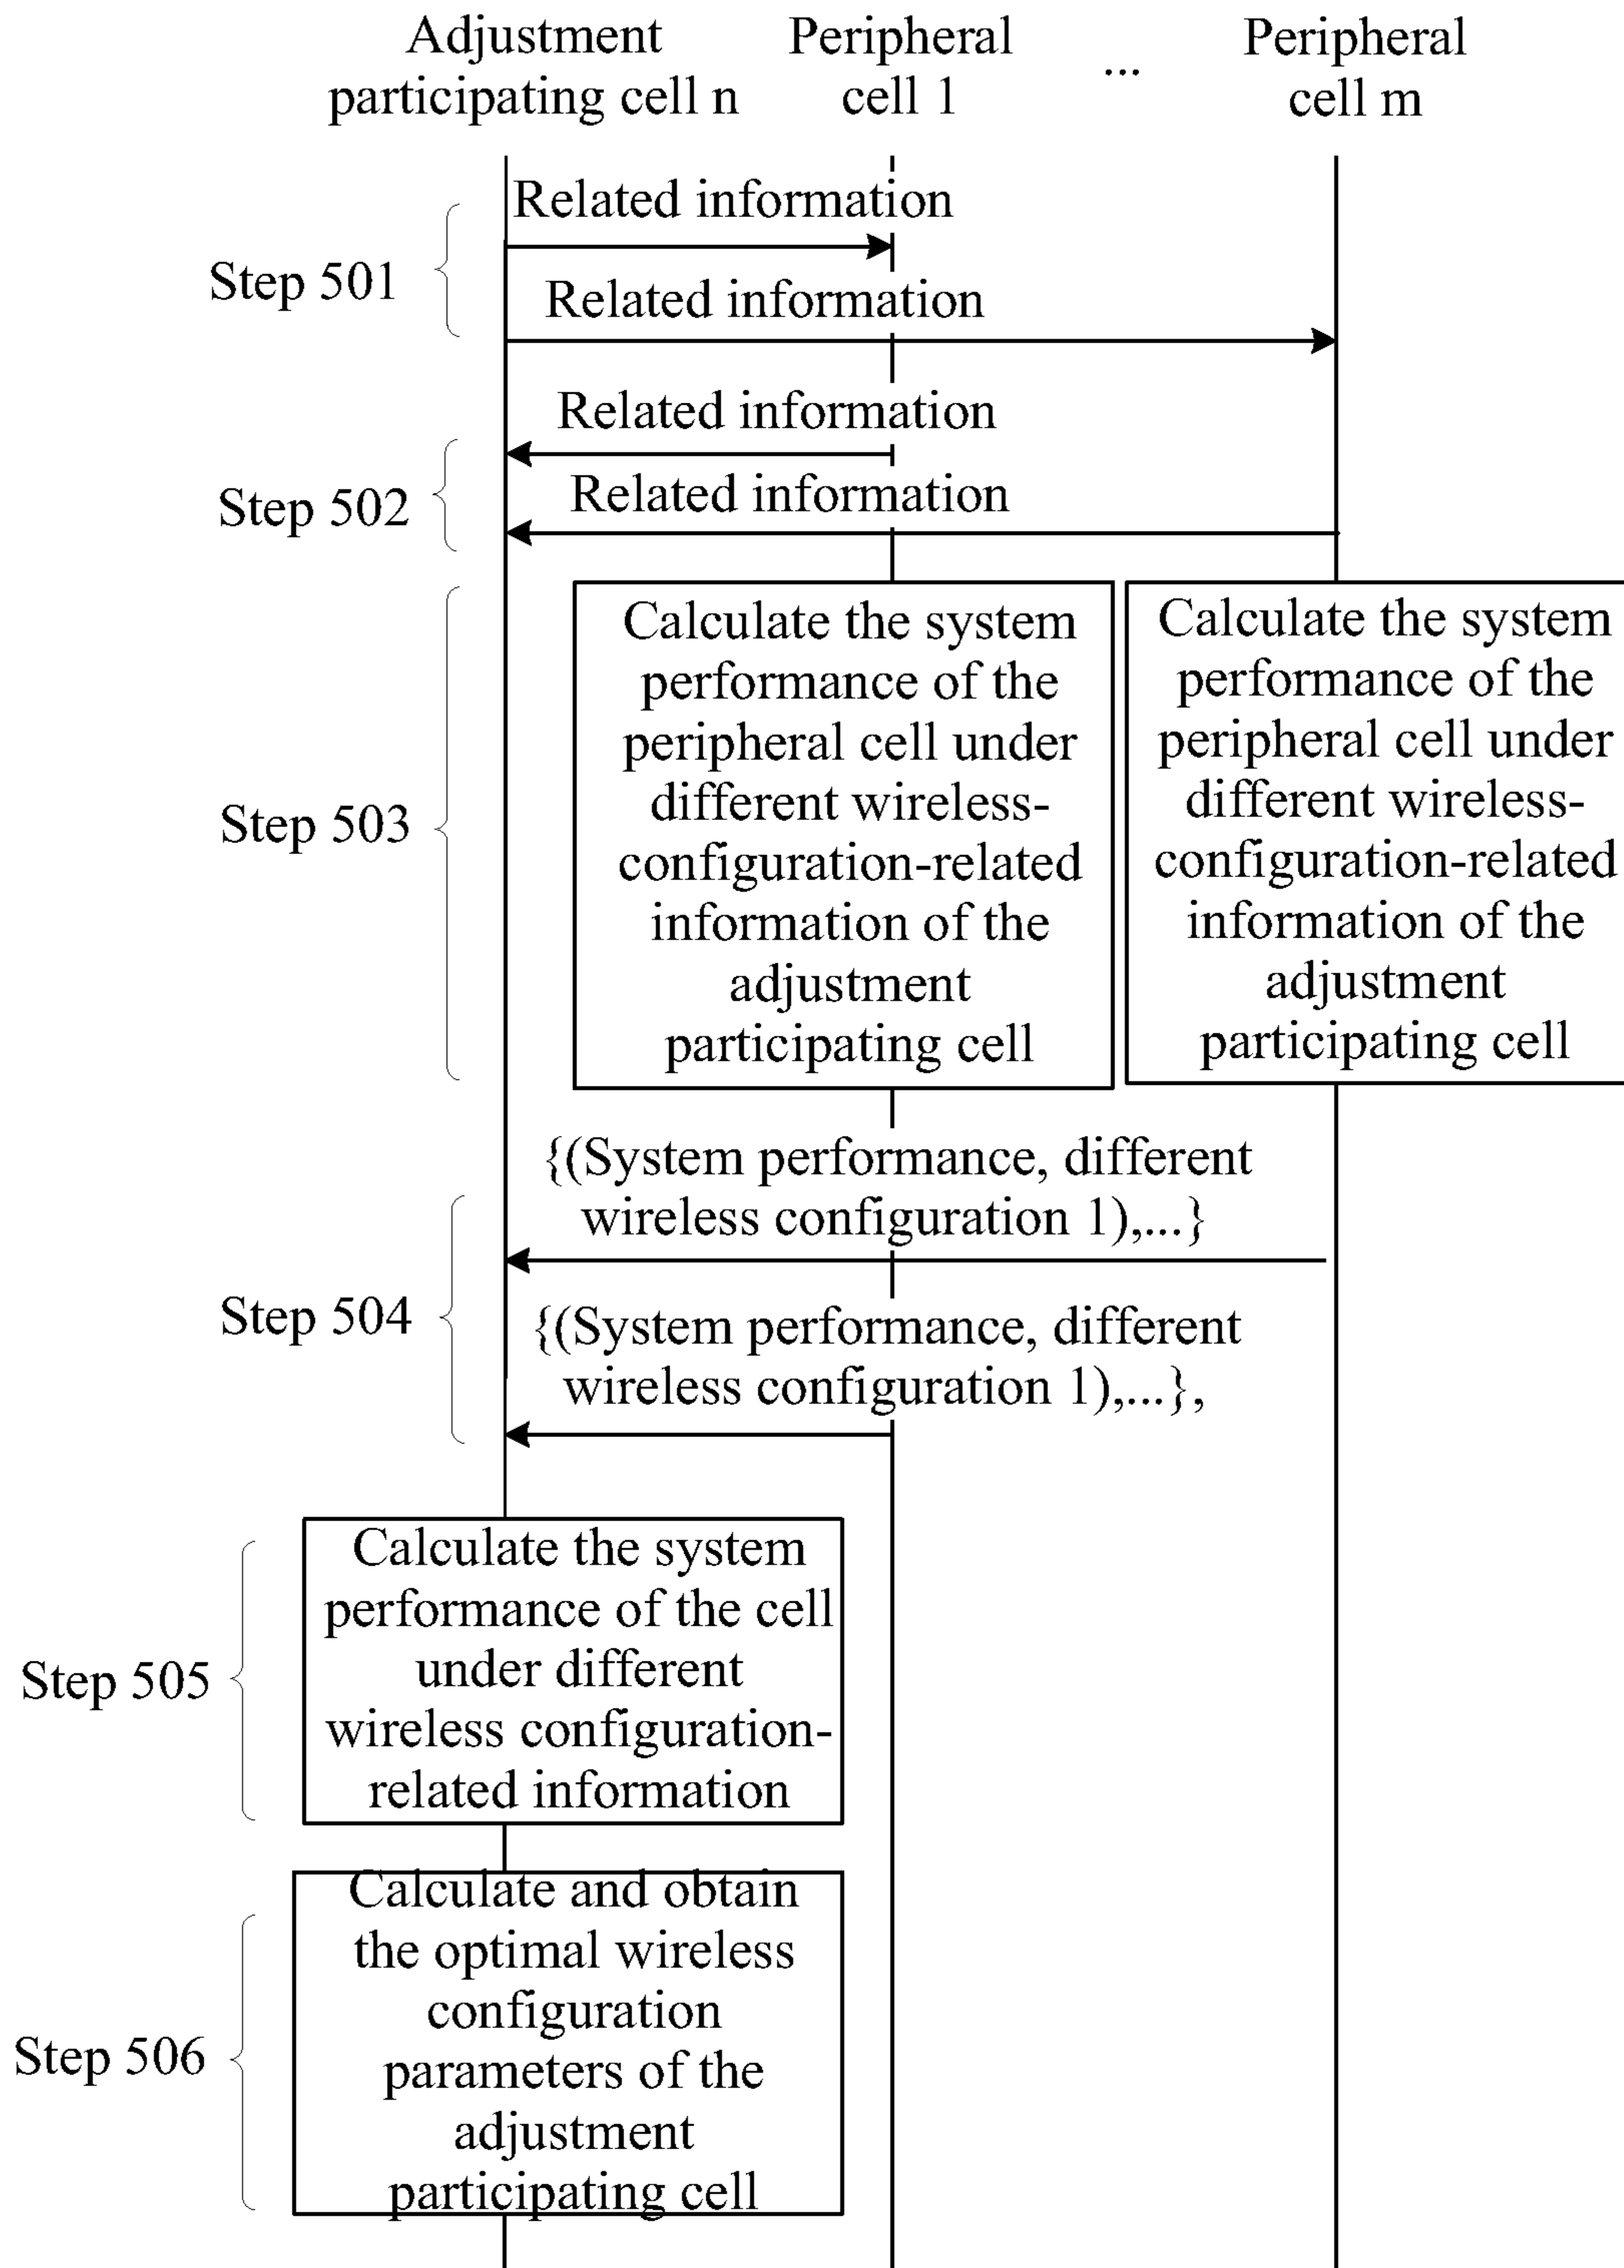 Adjustment
participating cell n
Peripheral
cell 1
...
Peripheral
cell m
Related information
Step 501
Related information
Related information
Step 502
Related information
Step 503
Calculate the system
performance of the
peripheral cell under
different wireless-
configuration-related
information of the
adjustment
participating cell
Calculate the system
performance of the
peripheral cell under
different wireless-
configuration-related
information of the
adjustment
participating cell
{(System performance, different
wireless configuration 1),...}
Step 504
{(System performance, different
wireless configuration 1),...},
Step 505
Calculate the system
performance of the cell
under different
wireless configuration-
related information
Step 506
Calculate and obtain
the optimal wireless
configuration
parameters of the
adjustment
participating cell